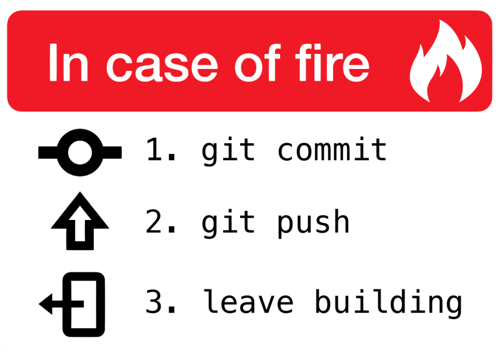 In case of fire
1. git commit
2. git push
3. leave building